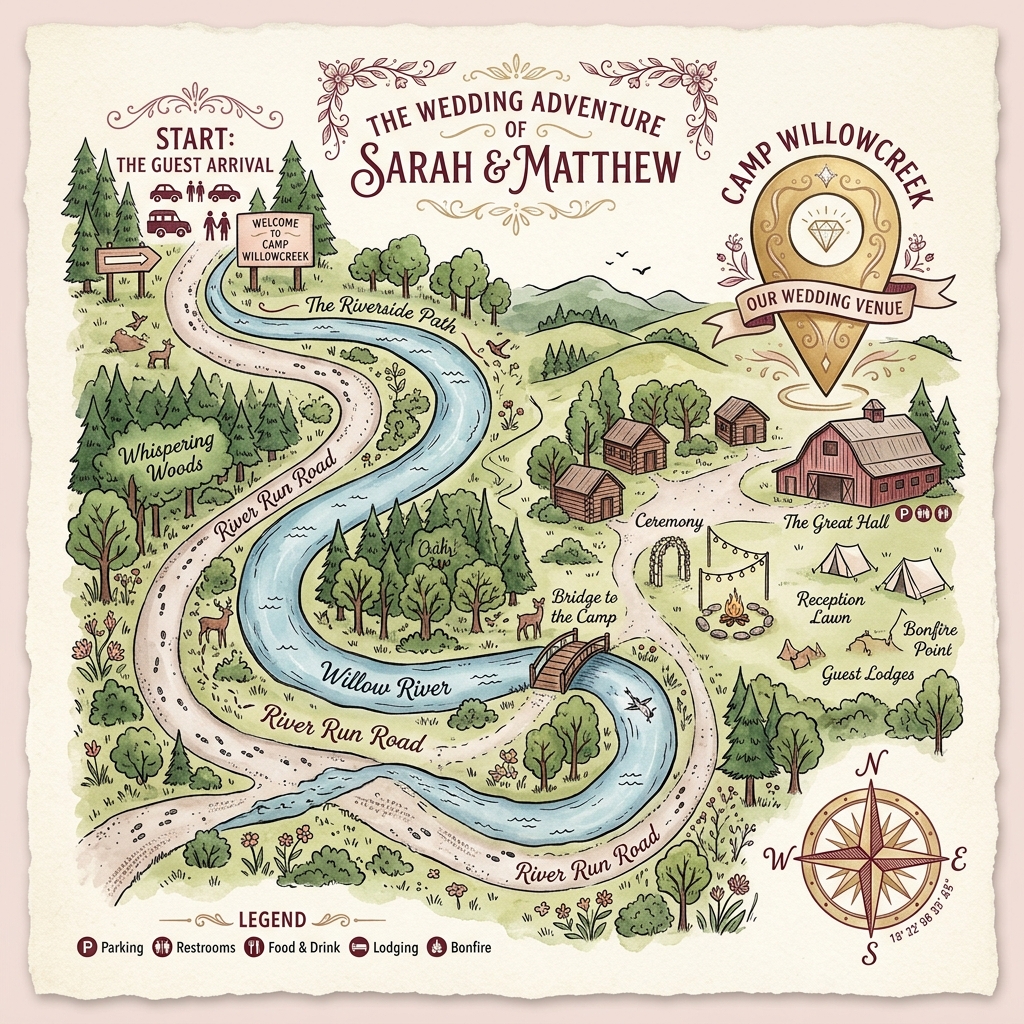 THE WEDDING ADVENTURE
OF
SARAH & MATTHEW
START:
THE GUEST ARRIVAL
WELCOME
TO
CAMP
WILLOWCREEK
CAMP WILLOWCREEK
OUR WEDDING VENUE
The Riverside Path
Whispering
Woods
River Run Road
Ceremony
The Great Hall
P
Bridge to
the Camp
Reception
Lawn
Bonfire
Point
Guest Lodges
Willow River
River Run Road
River Run Road
N
W
E
S
LEGEND
P Parking
Restrooms
Food & Drink
Lodging
Bonfire